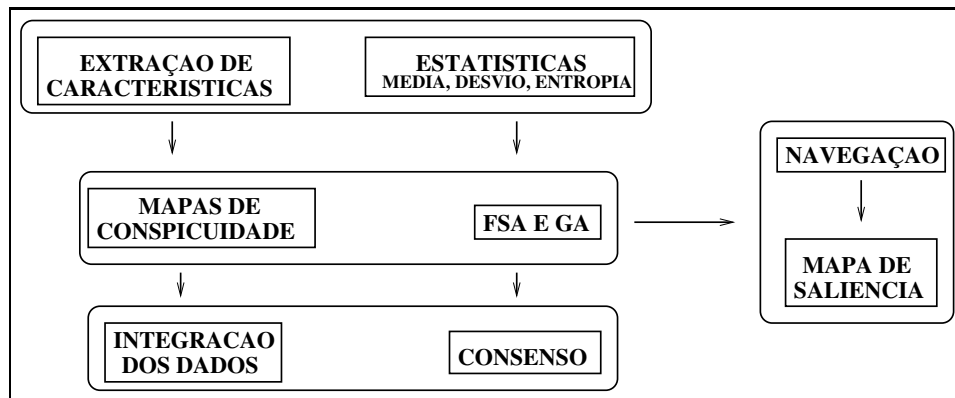 EXTRAÇAO DE
CARACTERISTICAS
ESTATISTICAS
MEDIA, DESVIO, ENTROPIA
MAPAS DE
CONSPICUIDADE
FSA E GA
INTEGRACAO
DOS DADOS
CONSENSO
NAVEGAÇAO
MAPA DE
SALIENCIA